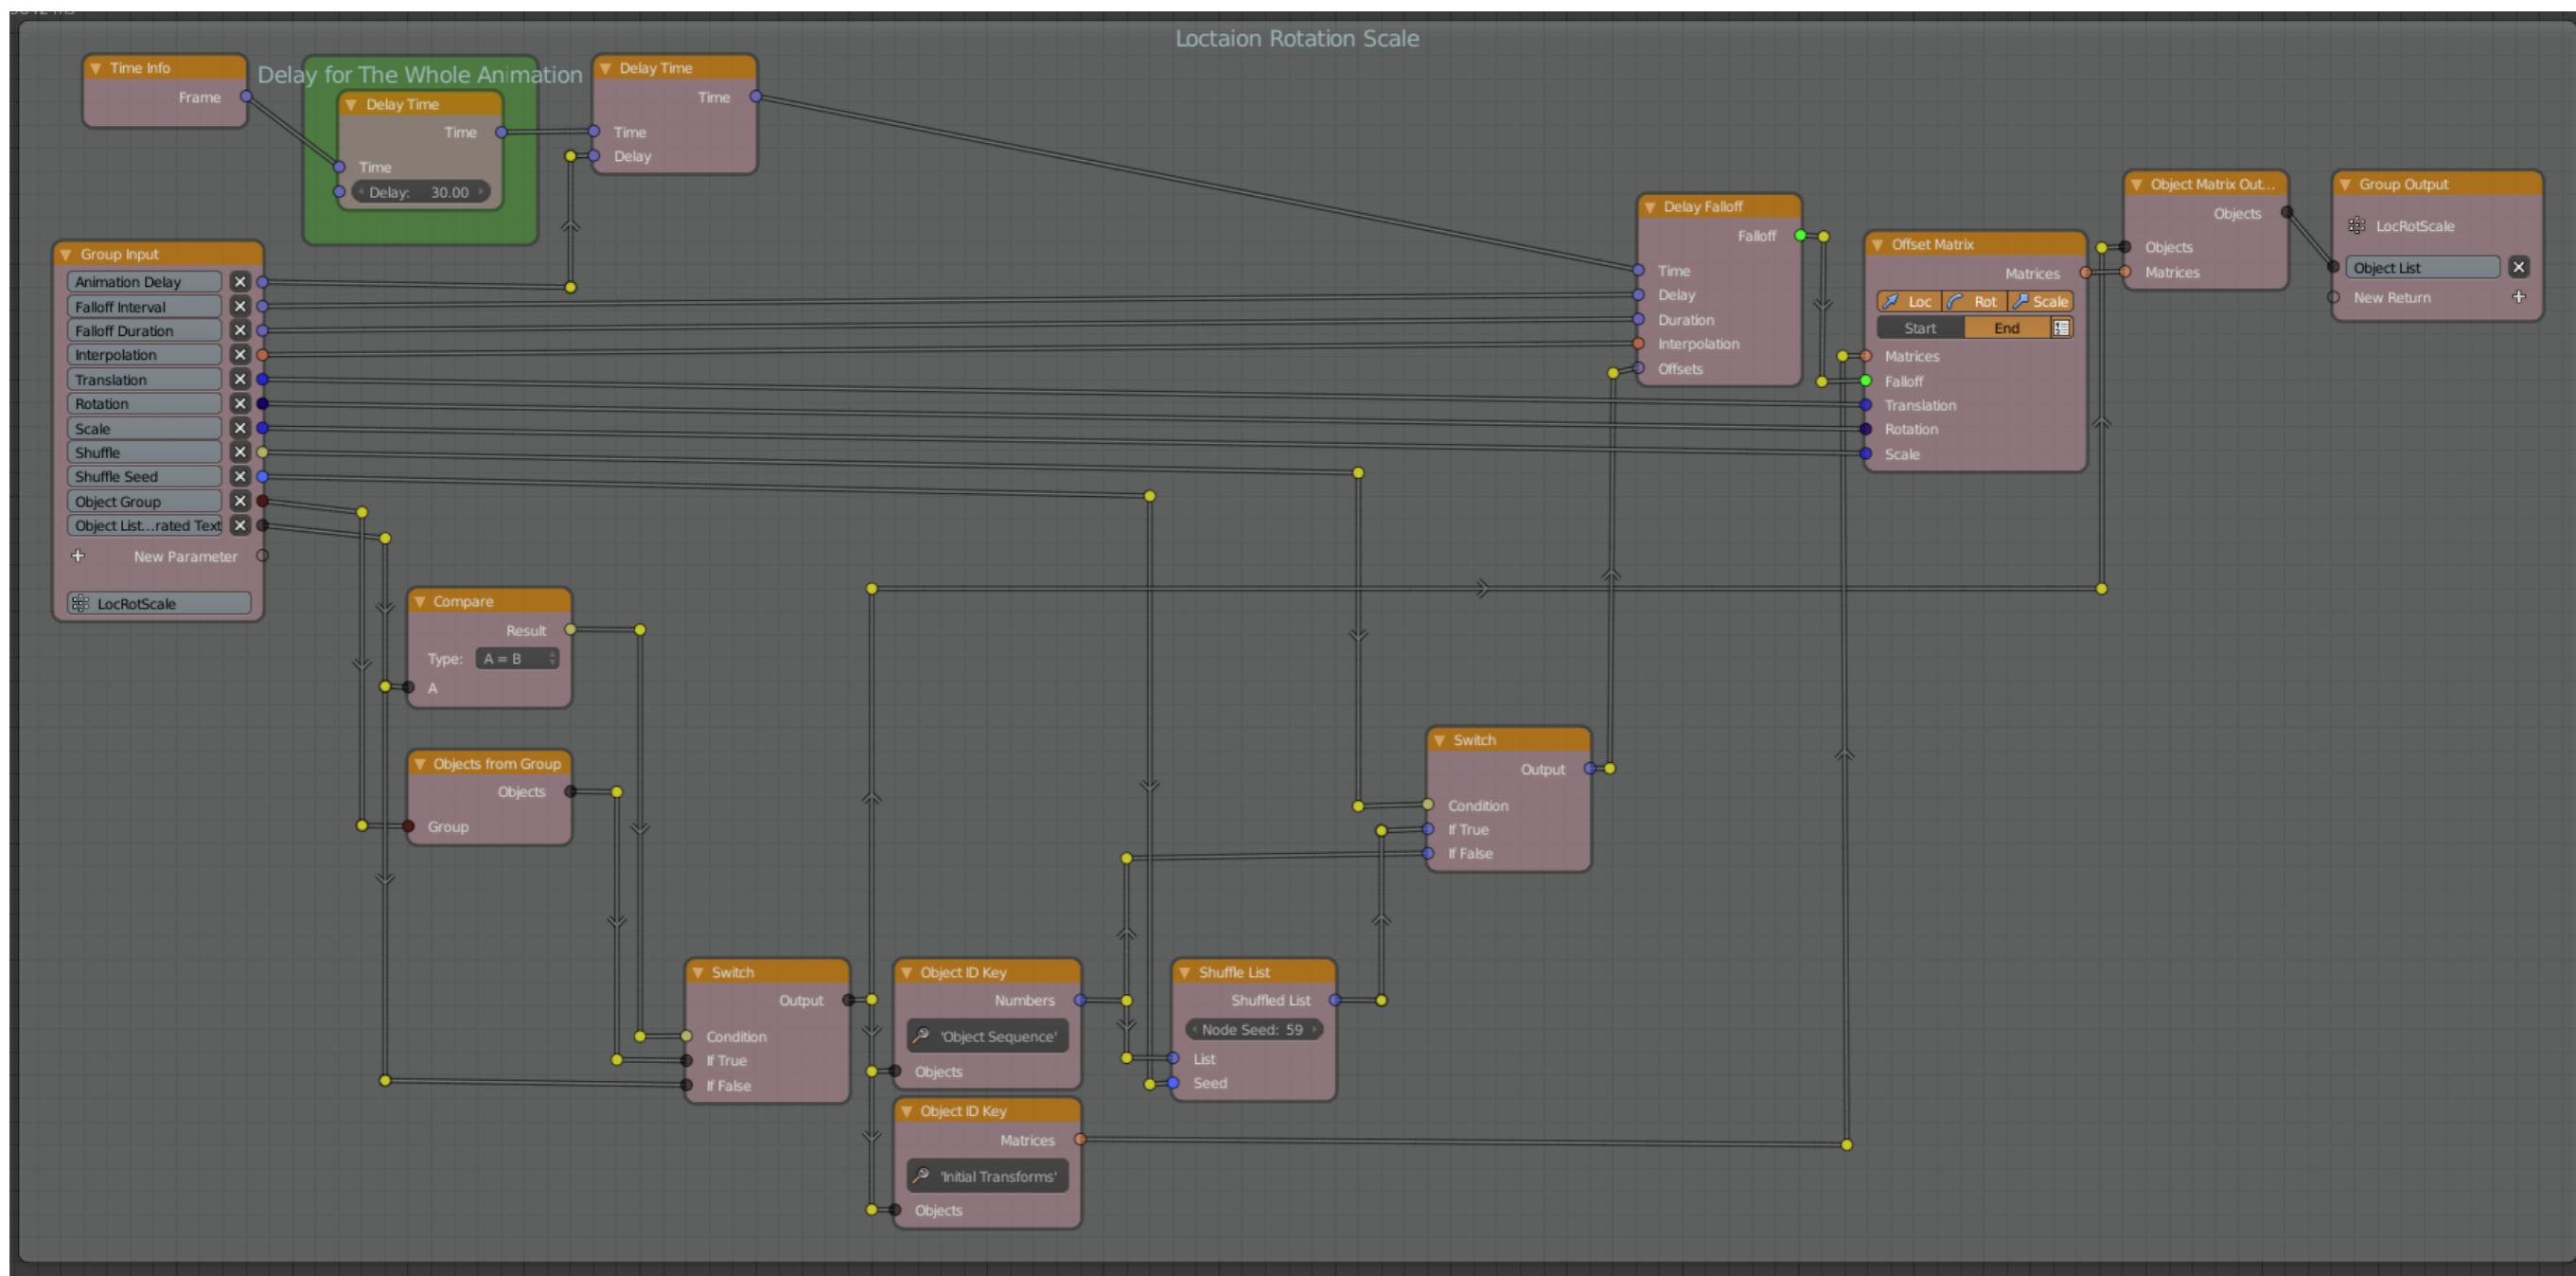 Loctaion Rotation Scale
Time Info
Frame
Delay for The Whole Animation
Delay Time
Time
Time
Delay: 30.00
Delay Time
Time
Time
Delay
Group Input
Animation Delay
Falloff Interval
Falloff Duration
Interpolation
Translation
Rotation
Scale
Shuffle
Shuffle Seed
Object Group
Object List...rated Text
New Parameter
LocRotScale
Delay Falloff
Falloff
Time
Delay
Duration
Interpolation
Offsets
Offset Matrix
Matrices
Loc Rot Scale
Start End
Matrices
Falloff
Translation
Rotation
Scale
Object Matrix Out...
Objects
Objects
Matrices
Group Output
LocRotScale
Object List
New Return
Compare
Result
Type: A = B
A
Objects from Group
Objects
Group
Switch
Output
Condition
If True
If False
Switch
Output
Condition
If True
If False
Object ID Key
Numbers
'Object Sequence'
Objects
Shuffle List
Shuffled List
Node Seed: 59
List
Seed
Object ID Key
Matrices
'Initial Transforms'
Objects